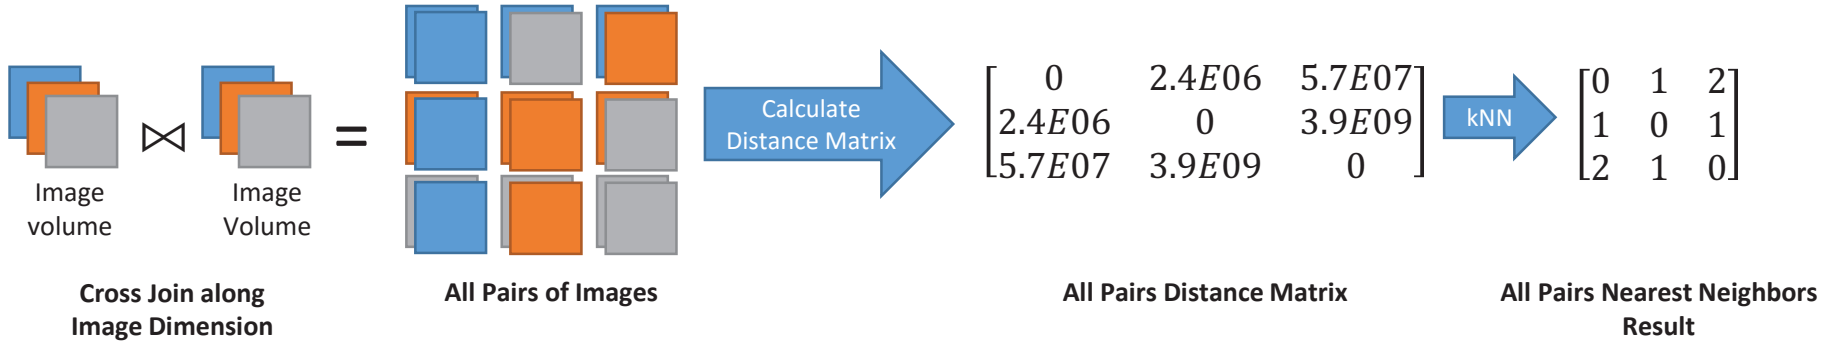 Image
volume
⋈
Image
Volume
=
Cross Join along
Image Dimension
All Pairs of Images
Calculate
Distance Matrix
0 2.4E06 5.7E07
2.4E06 0 3.9E09
5.7E07 3.9E09 0
All Pairs Distance Matrix
kNN
0 1 2
1 0 1
2 1 0
All Pairs Nearest Neighbors
Result